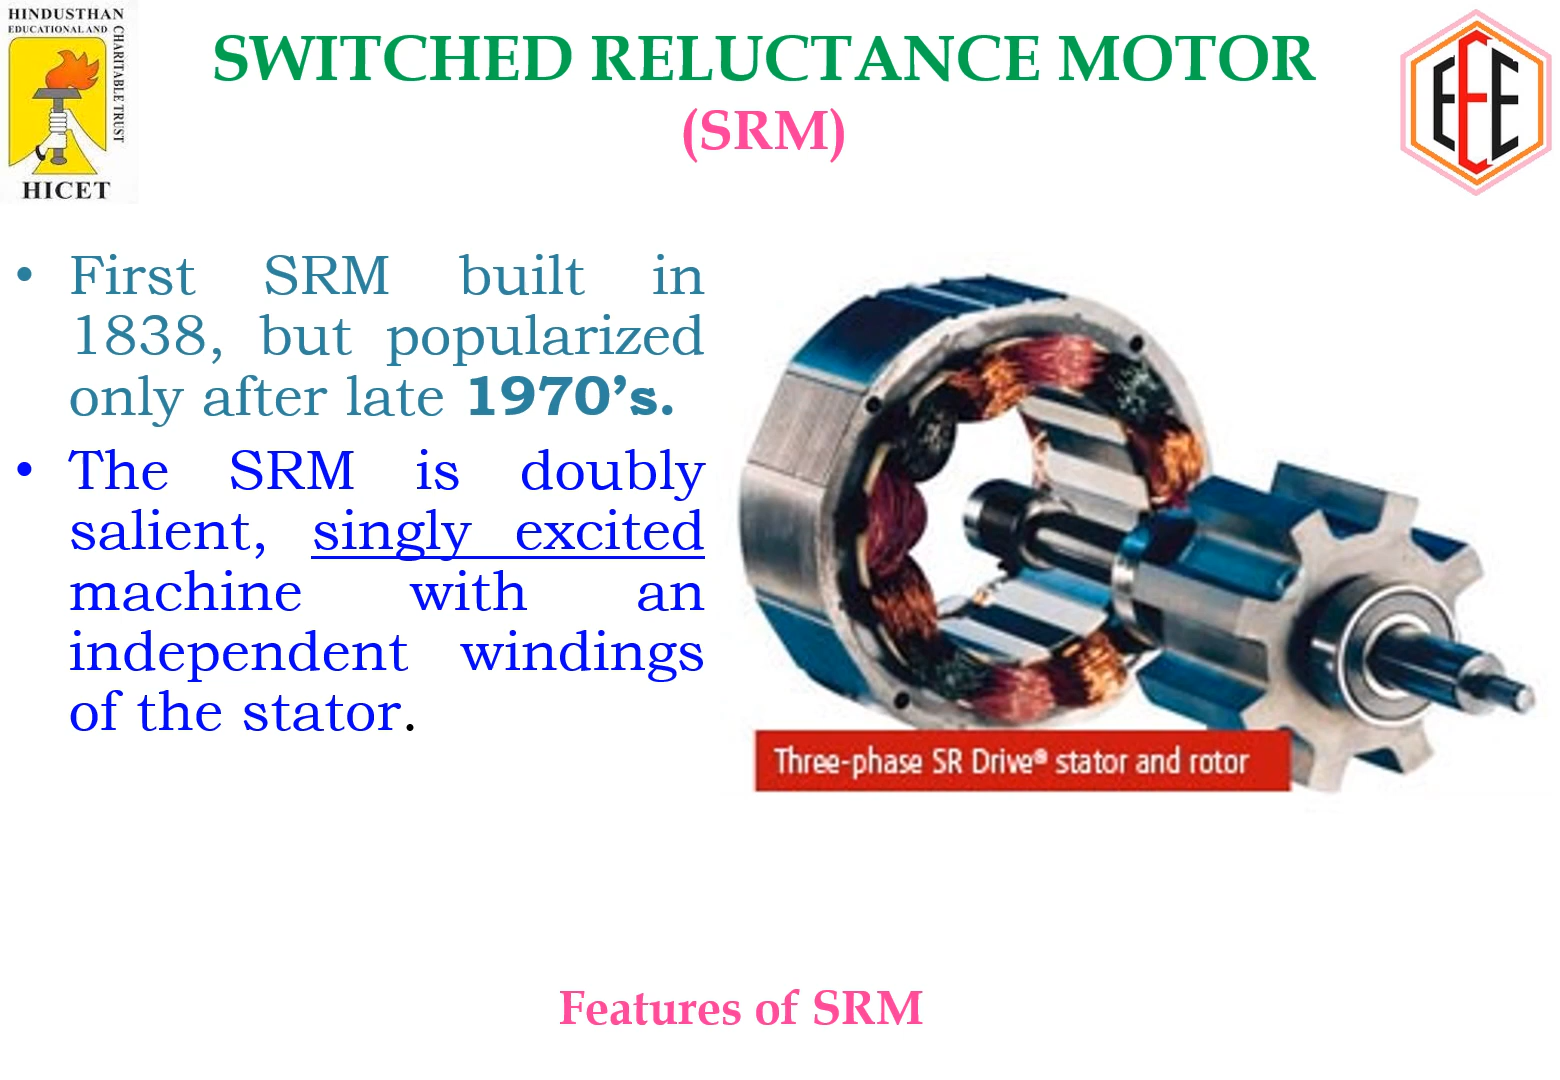 HINDUSTHAN
EDUCATIONAL AND
CHARITABLE TRUST
HICET
SWITCHED RELUCTANCE MOTOR
(SRM)
EEE
• First SRM built in
1838, but popularized
only after late 1970’s.
• The SRM is doubly
salient, singly excited
machine with an
independent windings
of the stator.
Three-phase SR Drive® stator and rotor
Features of SRM